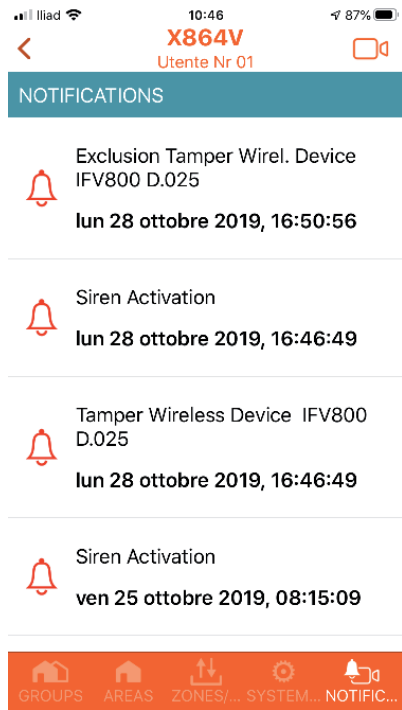 Iliad 10:46 87%
X864V
Utente Nr 01
NOTIFICATIONS
Exclusion Tamper Wirel. Device
IFV800 D.025
lun 28 ottobre 2019, 16:50:56
Siren Activation
lun 28 ottobre 2019, 16:46:49
Tamper Wireless Device IFV800
D.025
lun 28 ottobre 2019, 16:46:49
Siren Activation
ven 25 ottobre 2019, 08:15:09
GROUPS AREAS ZONES/... SYSTEM... NOTIFIC...